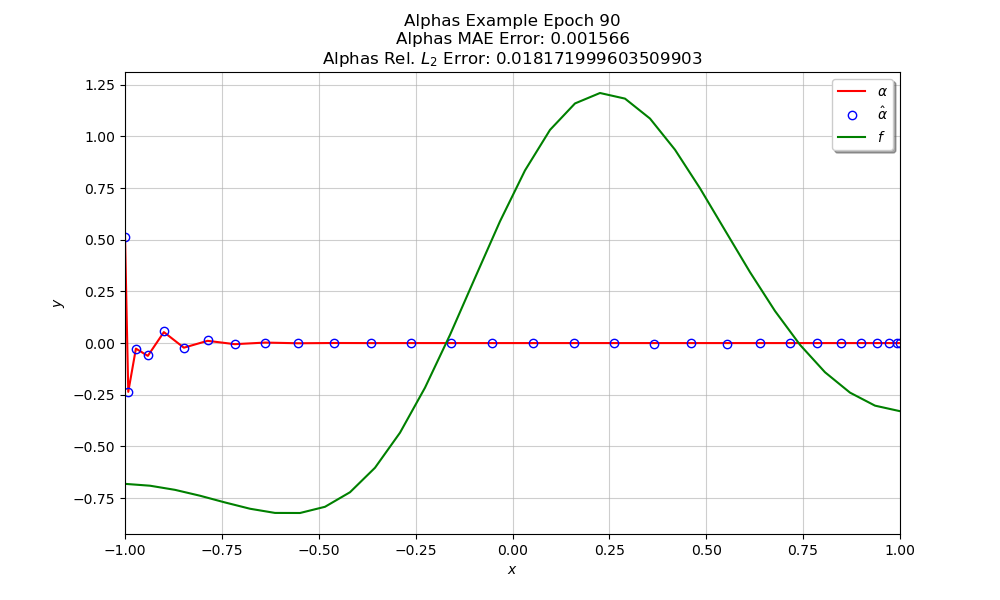 Alphas Example Epoch 90
Alphas MAE Error: 0.001566
Alphas Rel. L₂ Error: 0.018171999603509903
α
α̂
f
1.25
1.00
0.75
0.50
0.25
0.00
−0.25
−0.50
−0.75
y
−1.00 −0.75 −0.50 −0.25 0.00 0.25 0.50 0.75 1.00
x